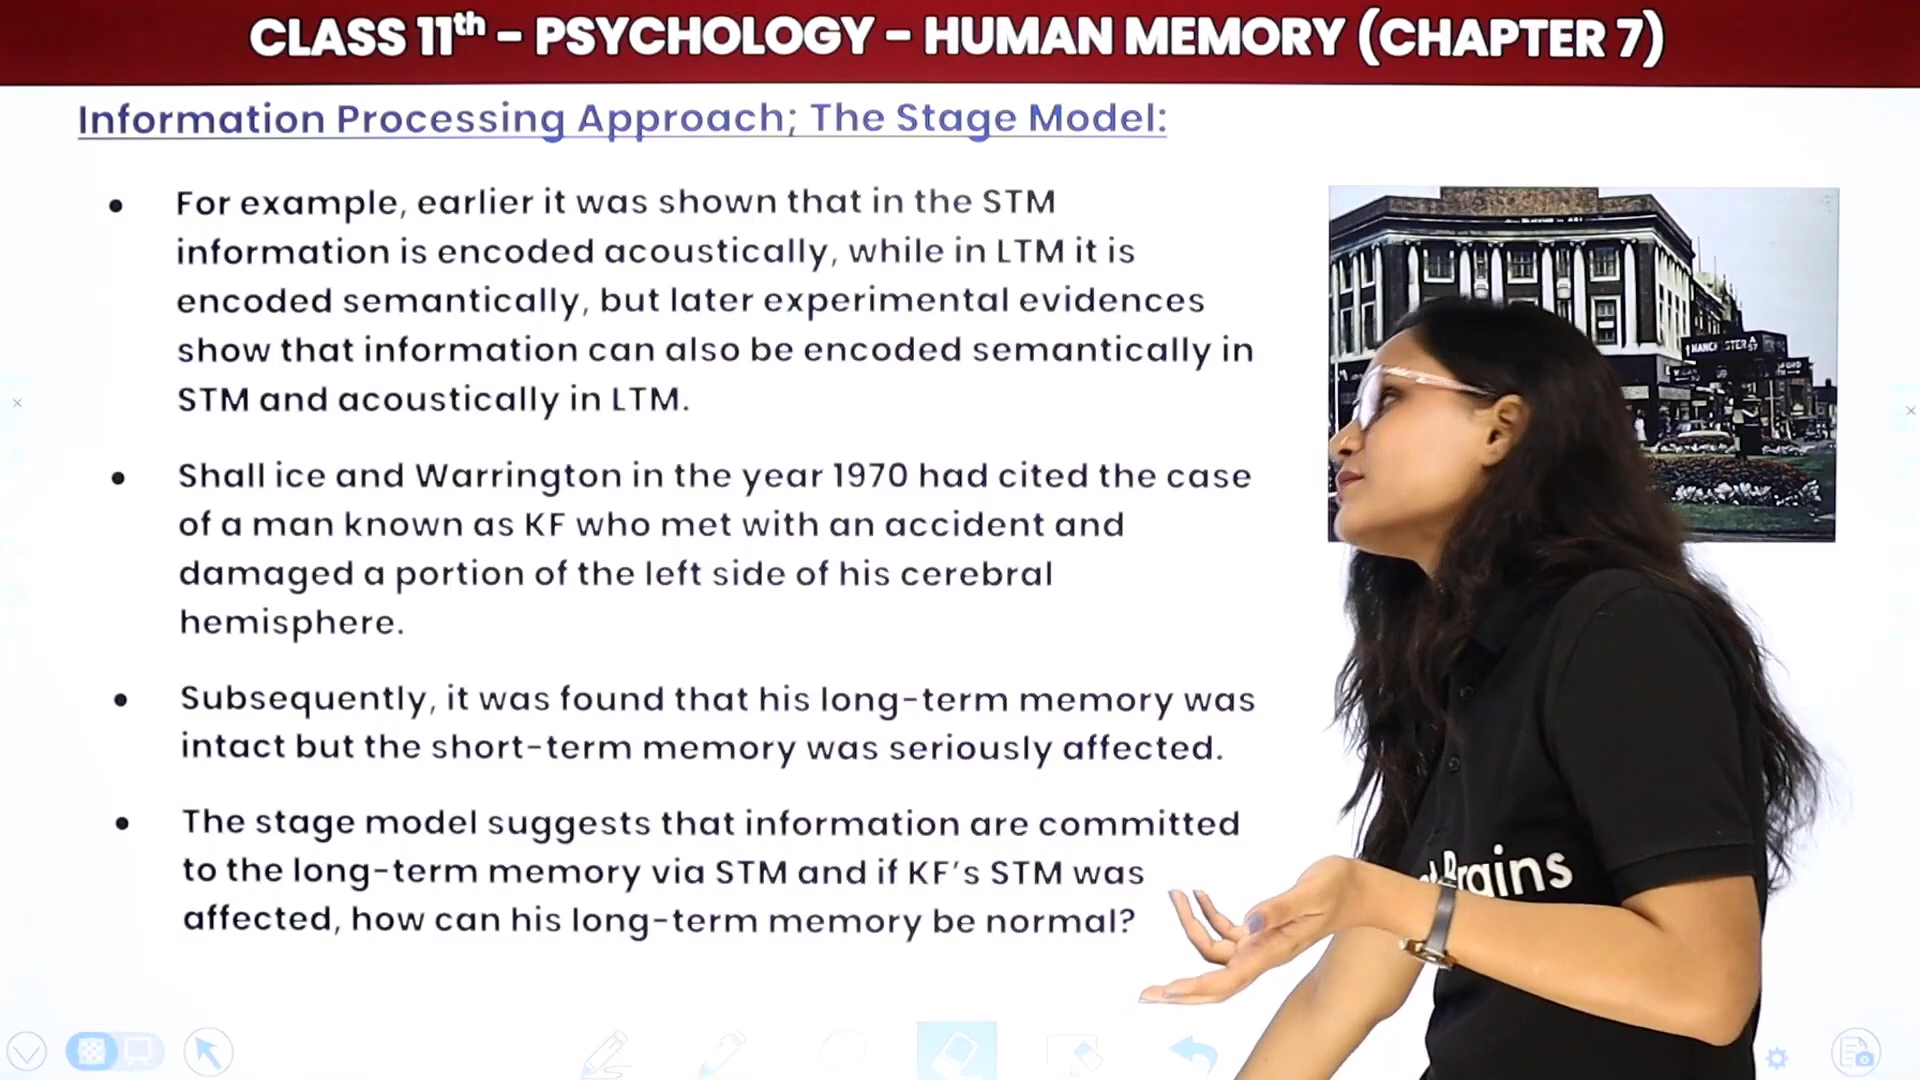 CLASS 11th – PSYCHOLOGY – HUMAN MEMORY (CHAPTER 7)
Information Processing Approach; The Stage Model:
• For example, earlier it was shown that in the STM
information is encoded acoustically, while in LTM it is
encoded semantically, but later experimental evidences
show that information can also be encoded semantically in
STM and acoustically in LTM.
• Shall ice and Warrington in the year 1970 had cited the case
of a man known as KF who met with an accident and
damaged a portion of the left side of his cerebral
hemisphere.
• Subsequently, it was found that his long-term memory was
intact but the short-term memory was seriously affected.
• The stage model suggests that information are committed
to the long-term memory via STM and if KF's STM was
affected, how can his long-term memory be normal?
MANCHESTER A
Brains